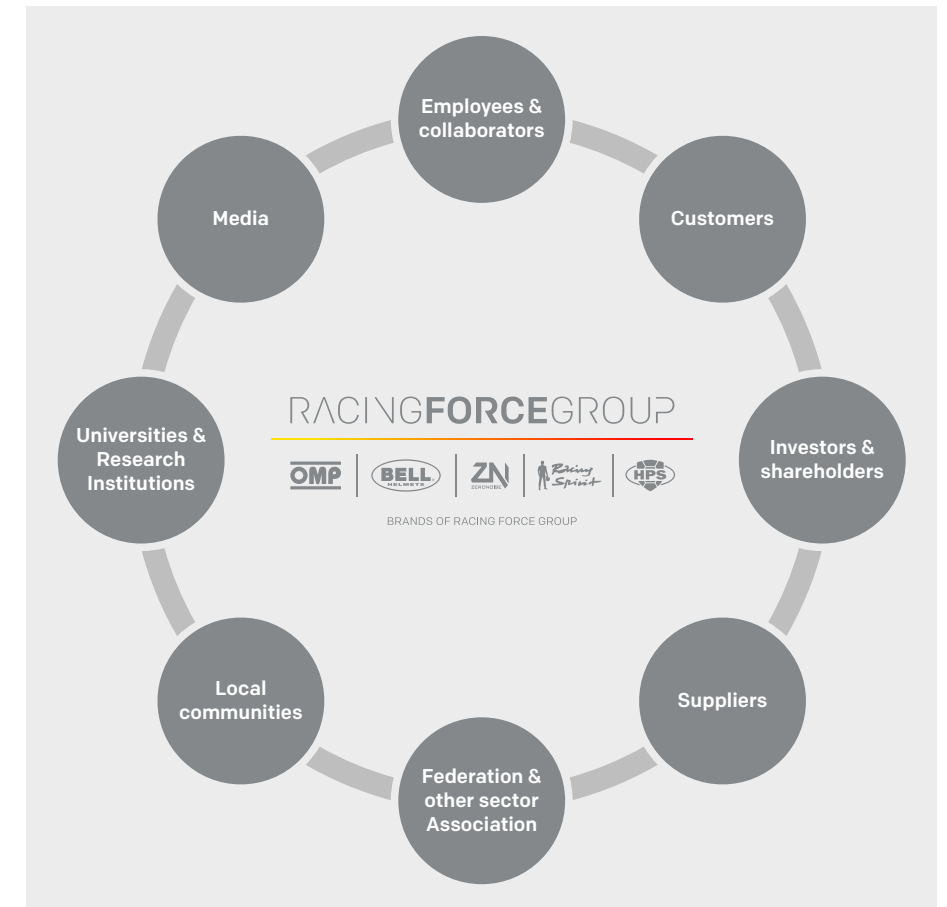 Employees &
collaborators
Media
Customers
RACINGFORCEGROUP
OMP
BELL
HELMETS
ZN
ZERONOISE
Racing
Spirit
HPS
BRANDS OF RACING FORCE GROUP
Universities &
Research
Institutions
Investors &
shareholders
Local
communities
Suppliers
Federation &
other sector
Association